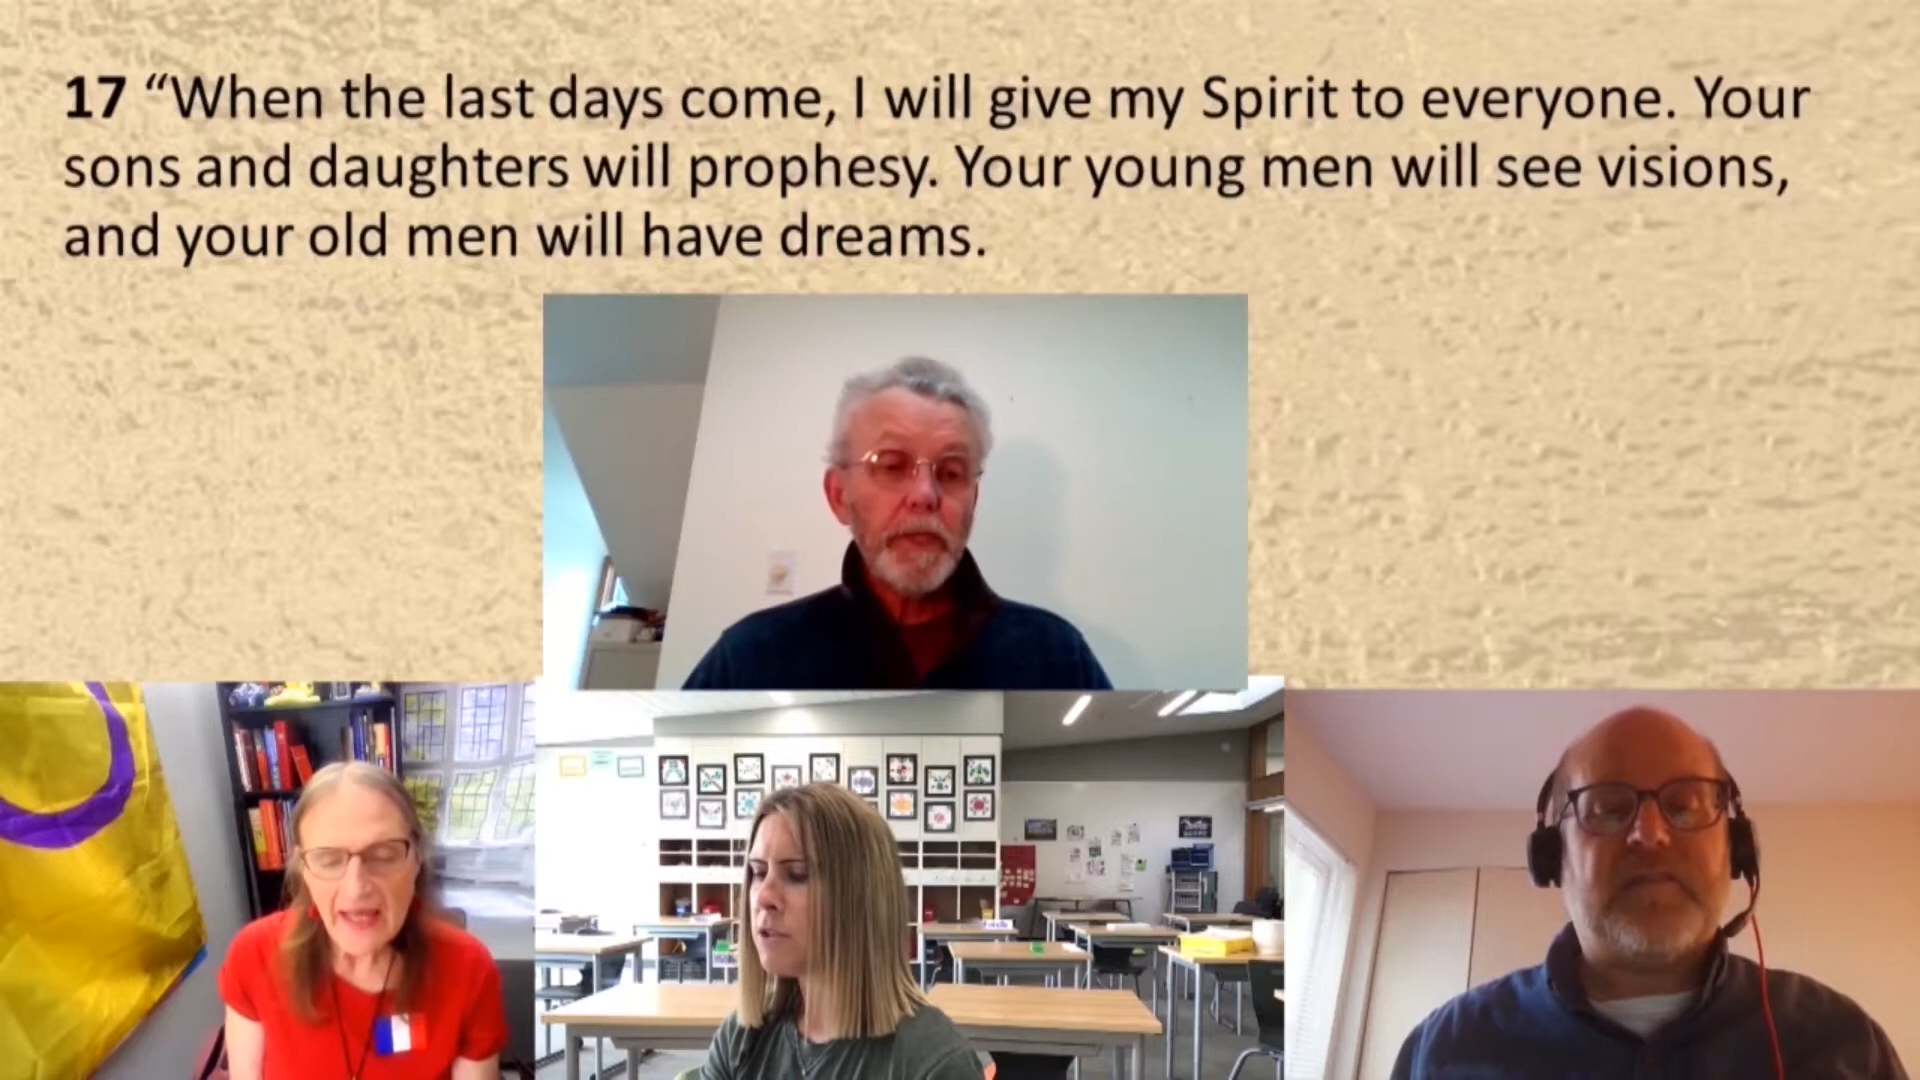 17 “When the last days come, I will give my Spirit to everyone. Your
sons and daughters will prophesy. Your young men will see visions,
and your old men will have dreams.